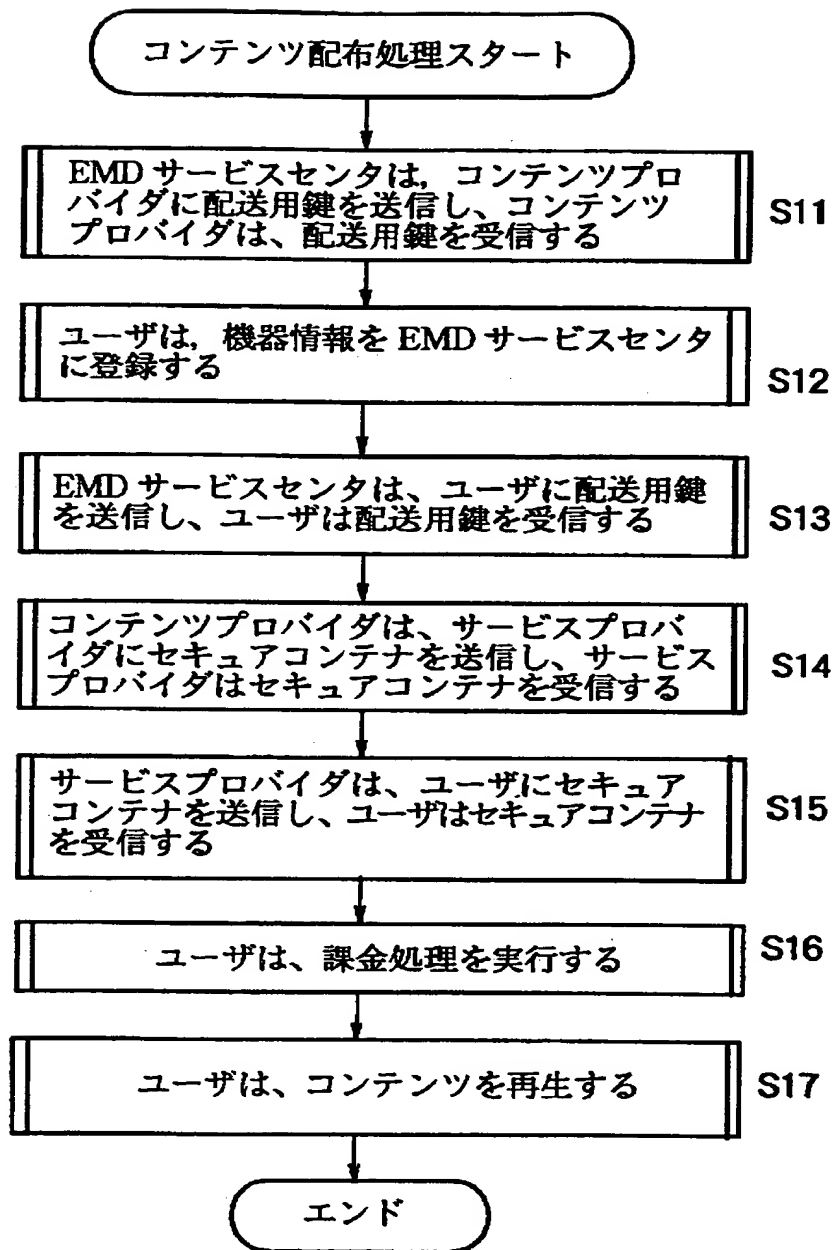 コンテンツ配布処理スタート
EMD サービスセンタは，コンテンツプロ
バイダに配送用鍵を送信し、コンテンツ
プロバイダは、配送用鍵を受信する
S11
ユーザは，機器情報を EMD サービスセンタ
に登録する
S12
EMD サービスセンタは、ユーザに配送用鍵
を送信し、ユーザは配送用鍵を受信する
S13
コンテンツプロバイダは、サービスプロバ
イダにセキュアコンテナを送信し、サービス
プロバイダはセキュアコンテナを受信する
S14
サービスプロバイダは、ユーザにセキュア
コンテナを送信し、ユーザはセキュアコンテナ
を受信する
S15
ユーザは、課金処理を実行する
S16
ユーザは、コンテンツを再生する
S17
エンド